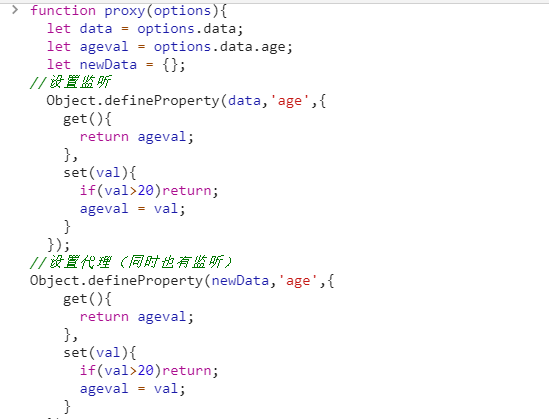 function proxy(options){
let data = options.data;
let ageval = options.data.age;
let newData = {};
//设置监听
Object.defineProperty(data,'age',{
get(){
return ageval;
},
set(val){
if(val>20)return;
ageval = val;
}
});
//设置代理（同时也有监听）
Object.defineProperty(newData,'age',{
get(){
return ageval;
},
set(val){
if(val>20)return;
ageval = val;
}